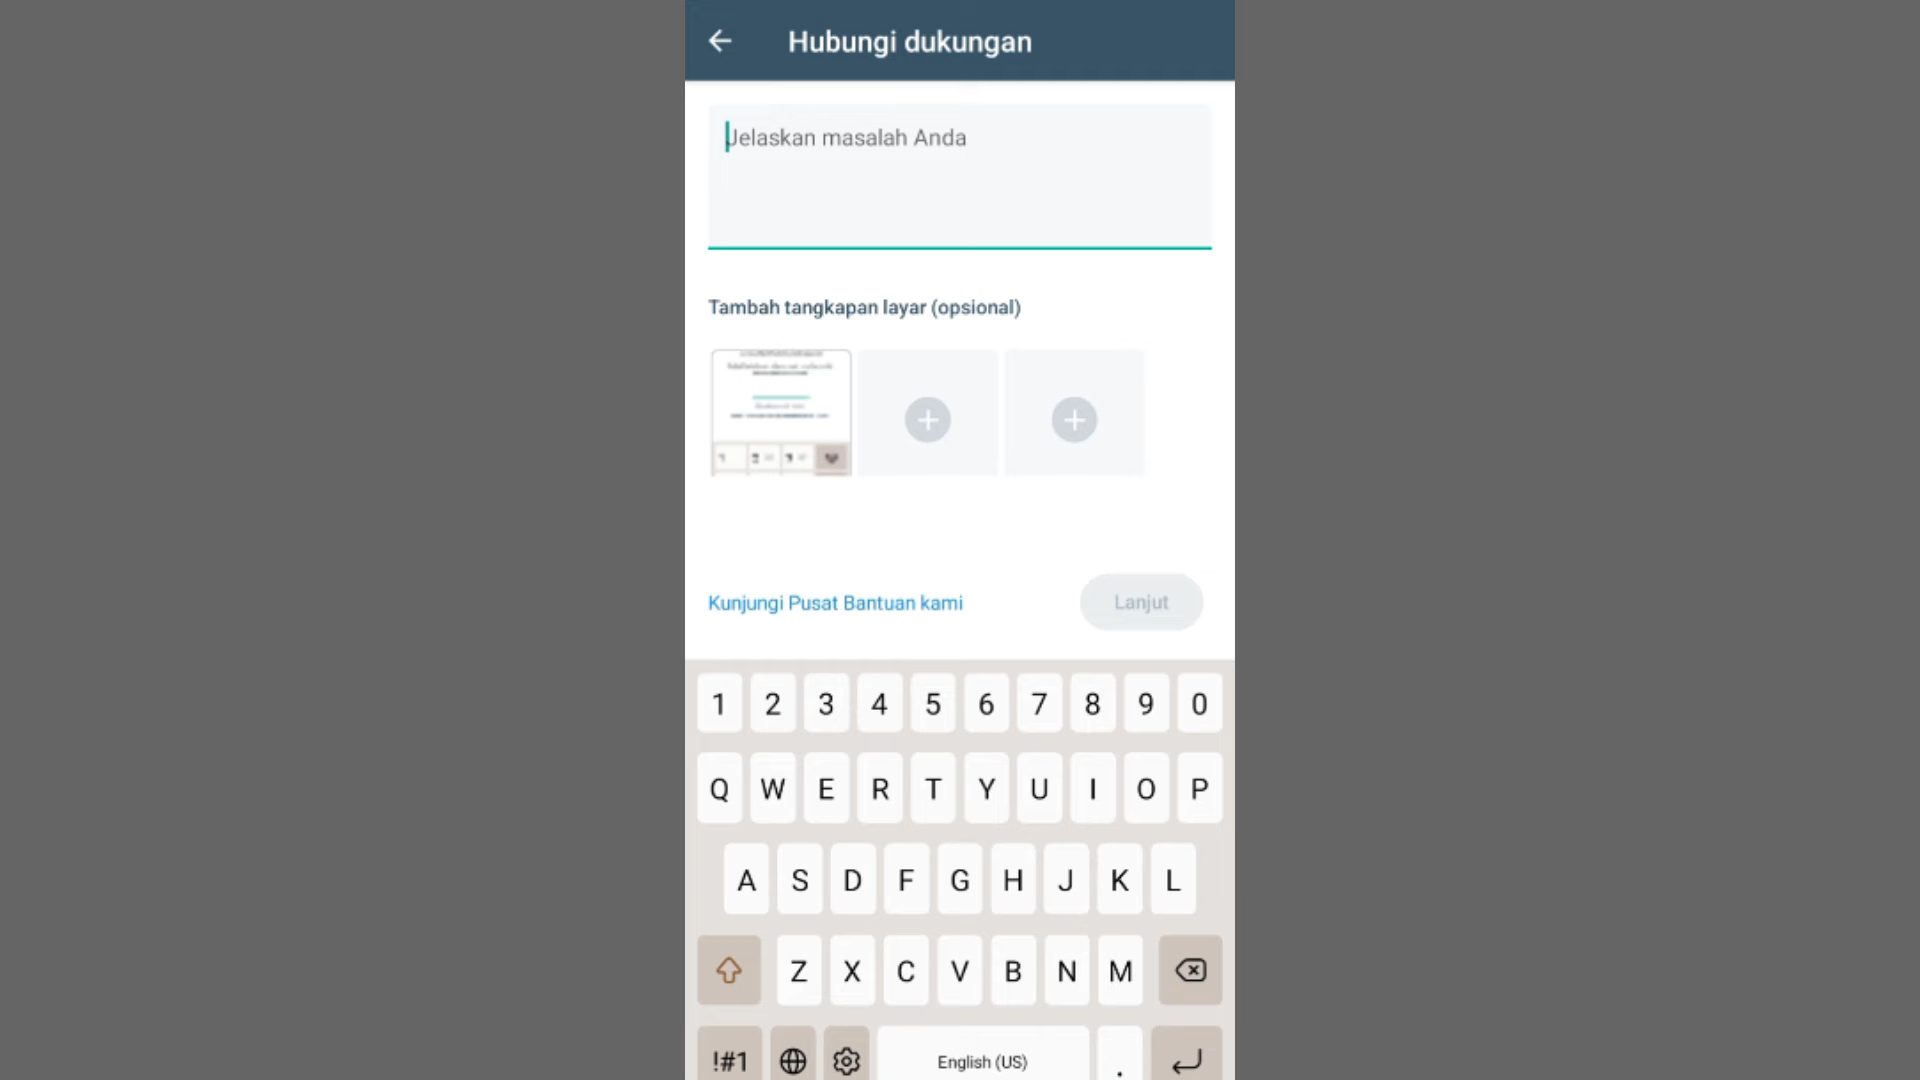 Hubungi dukungan
Jelaskan masalah Anda
Tambah tangkapan layar (opsional)
Kunjungi Pusat Bantuan kami
Lanjut
1 2 3 4 5 6 7 8 9 0
Q W E R T Y U I O P
A S D F G H J K L
Z X C V B N M
!#1 English (US) .